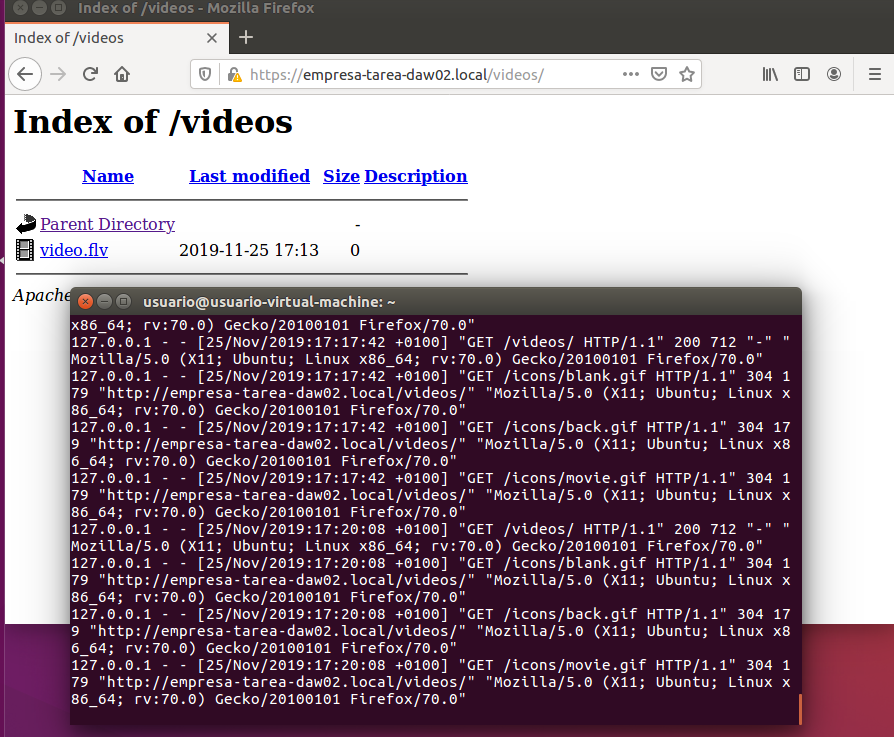 Index of /videos - Mozilla Firefox
Index of /videos
https://empresa-tarea-daw02.local/videos/
Index of /videos
Name Last modified Size Description
Parent Directory -
video.flv 2019-11-25 17:13 0
Apache
usuario@usuario-virtual-machine: ~
x86_64; rv:70.0) Gecko/20100101 Firefox/70.0"
127.0.0.1 - - [25/Nov/2019:17:17:42 +0100] "GET /videos/ HTTP/1.1" 200 712 "-" "
Mozilla/5.0 (X11; Ubuntu; Linux x86_64; rv:70.0) Gecko/20100101 Firefox/70.0"
127.0.0.1 - - [25/Nov/2019:17:17:42 +0100] "GET /icons/blank.gif HTTP/1.1" 304 1
79 "http://empresa-tarea-daw02.local/videos/" "Mozilla/5.0 (X11; Ubuntu; Linux x
86_64; rv:70.0) Gecko/20100101 Firefox/70.0"
127.0.0.1 - - [25/Nov/2019:17:17:42 +0100] "GET /icons/back.gif HTTP/1.1" 304 17
9 "http://empresa-tarea-daw02.local/videos/" "Mozilla/5.0 (X11; Ubuntu; Linux x8
6_64; rv:70.0) Gecko/20100101 Firefox/70.0"
127.0.0.1 - - [25/Nov/2019:17:17:42 +0100] "GET /icons/movie.gif HTTP/1.1" 304 1
79 "http://empresa-tarea-daw02.local/videos/" "Mozilla/5.0 (X11; Ubuntu; Linux x
86_64; rv:70.0) Gecko/20100101 Firefox/70.0"
127.0.0.1 - - [25/Nov/2019:17:20:08 +0100] "GET /videos/ HTTP/1.1" 200 712 "-" "
Mozilla/5.0 (X11; Ubuntu; Linux x86_64; rv:70.0) Gecko/20100101 Firefox/70.0"
127.0.0.1 - - [25/Nov/2019:17:20:08 +0100] "GET /icons/blank.gif HTTP/1.1" 304 1
79 "http://empresa-tarea-daw02.local/videos/" "Mozilla/5.0 (X11; Ubuntu; Linux x
86_64; rv:70.0) Gecko/20100101 Firefox/70.0"
127.0.0.1 - - [25/Nov/2019:17:20:08 +0100] "GET /icons/back.gif HTTP/1.1" 304 17
9 "http://empresa-tarea-daw02.local/videos/" "Mozilla/5.0 (X11; Ubuntu; Linux x8
6_64; rv:70.0) Gecko/20100101 Firefox/70.0"
127.0.0.1 - - [25/Nov/2019:17:20:08 +0100] "GET /icons/movie.gif HTTP/1.1" 304 1
79 "http://empresa-tarea-daw02.local/videos/" "Mozilla/5.0 (X11; Ubuntu; Linux x
86_64; rv:70.0) Gecko/20100101 Firefox/70.0"